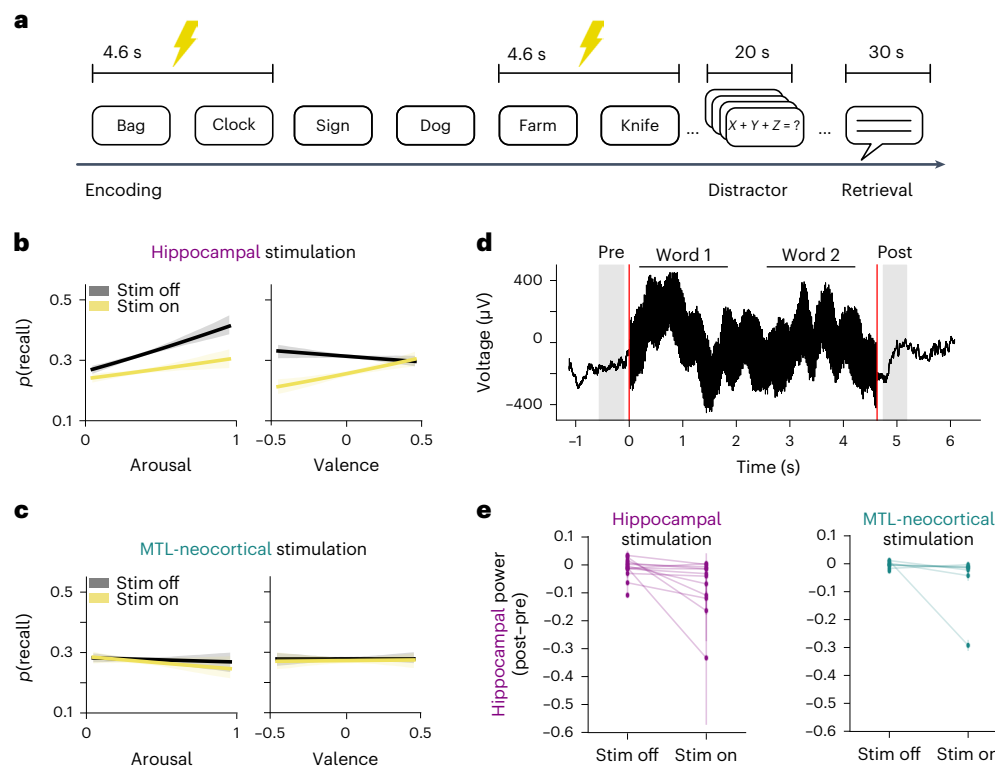 a
4.6 s
4.6 s
20 s
30 s
Bag
Clock
Sign
Dog
Farm
Knife
...
X + Y + Z = ?
...
Encoding
Distractor
Retrieval
b
Hippocampal stimulation
Stim off
Stim on
p(recall)
0.5
0.3
0.1
0
1
Arousal
−0.5
0
0.5
Valence
c
MTL-neocortical stimulation
Stim off
Stim on
p(recall)
0.5
0.3
0.1
0
1
Arousal
−0.5
0
0.5
Valence
d
Pre
Word 1
Word 2
Post
Voltage (µV)
400
0
−400
−1
0
1
2
3
4
5
6
Time (s)
e
Hippocampal
stimulation
Hippocampal power
(post–pre)
0.1
0
−0.1
−0.2
−0.3
−0.4
−0.5
−0.6
Stim off
Stim on
MTL-neocortical
stimulation
0.1
0
−0.1
−0.2
−0.3
−0.4
−0.5
−0.6
Stim off
Stim on